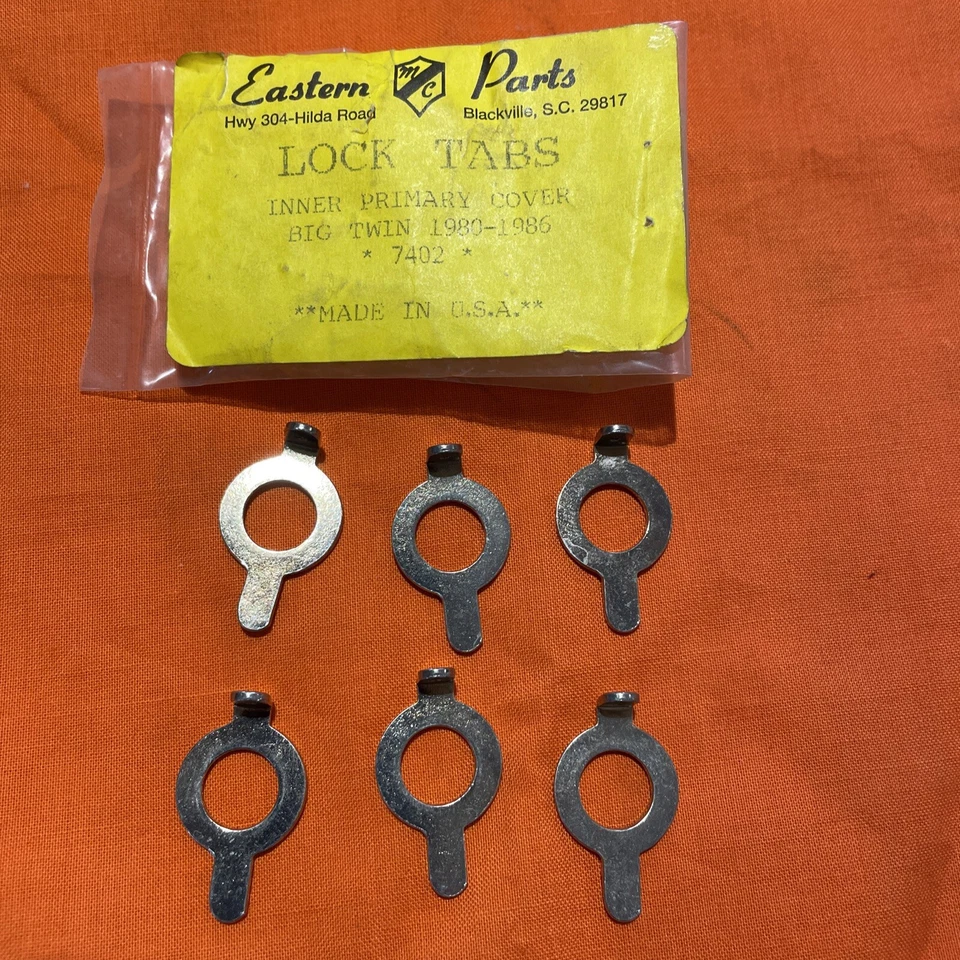 Eastern MC Parts
Hwy 304-Hilda Road Blackville, S.C. 29817
LOCK TABS
INNER PRIMARY COVER
BIG TWIN 1980-1986
* 7402 *
**MADE IN U.S.A.**